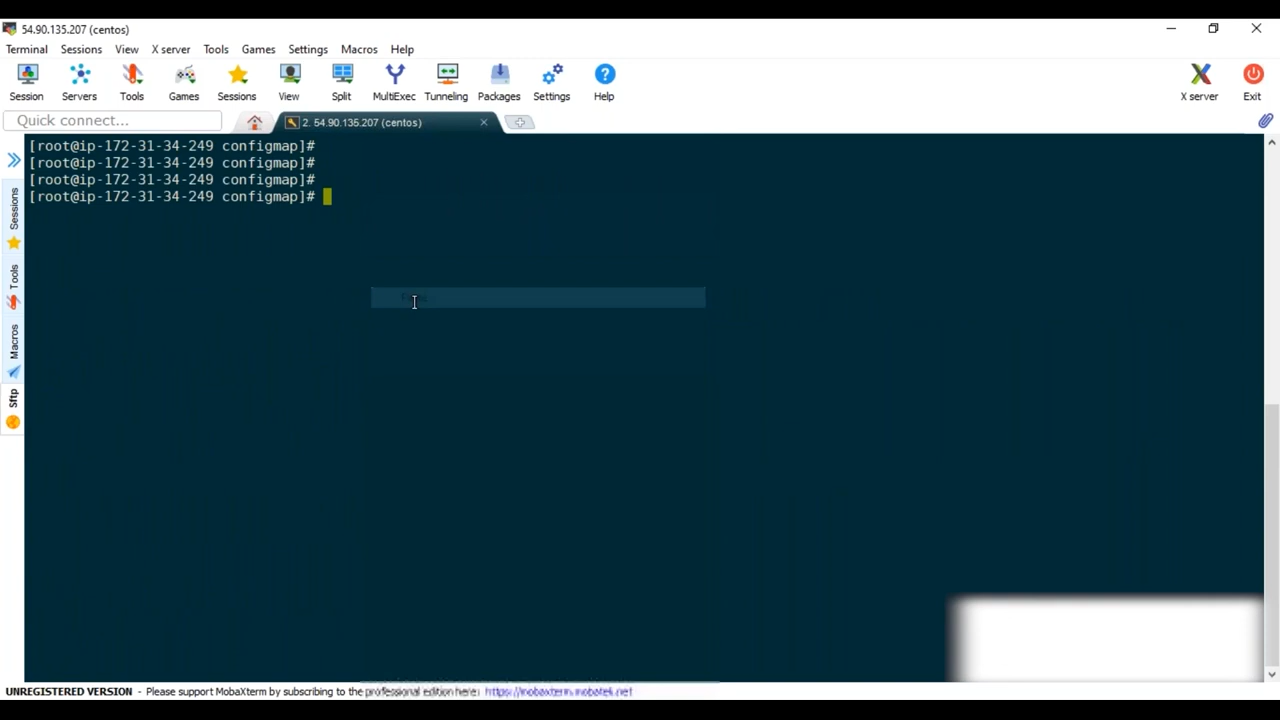 54.90.135.207 (centos)
Terminal Sessions View X server Tools Games Settings Macros Help
Session Servers Tools Games Sessions View Split MultiExec Tunneling Packages Settings Help X server Exit
Quick connect... 2. 54.90.135.207 (centos)
[root@ip-172-31-34-249 configmap]#
[root@ip-172-31-34-249 configmap]#
[root@ip-172-31-34-249 configmap]#
[root@ip-172-31-34-249 configmap]#
Sessions
Tools
Macros
Sftp
UNREGISTERED VERSION - Please support MobaXterm by subscribing to the professional edition here: https://mobaxterm.mobatek.net